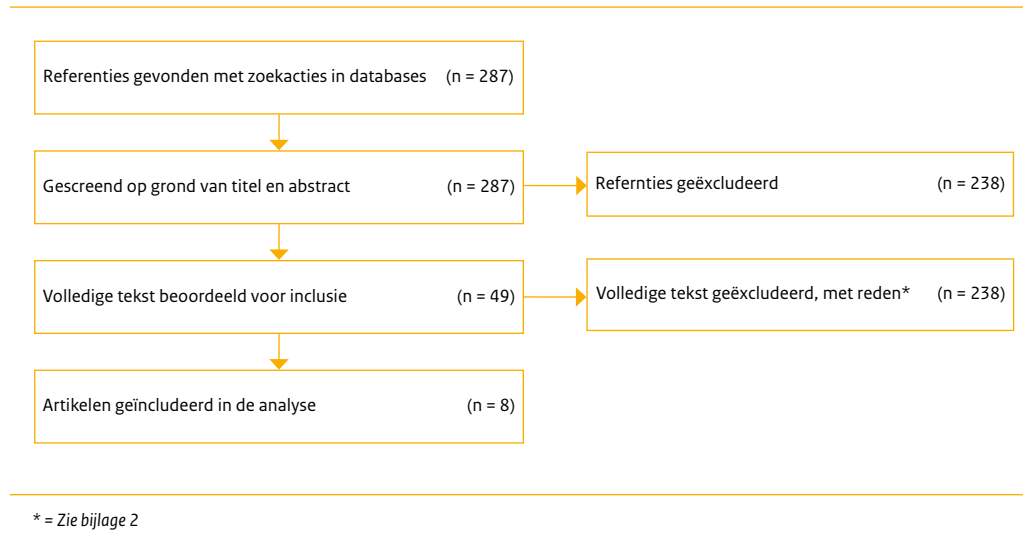 Referenties gevonden met zoekacties in databases (n = 287)
Gescreend op grond van titel en abstract (n = 287)
Refernties geëxcludeerd (n = 238)
Volledige tekst beoordeeld voor inclusie (n = 49)
Volledige tekst geëxcludeerd, met reden* (n = 238)
Artikelen geïncludeerd in de analyse (n = 8)
* = Zie bijlage 2